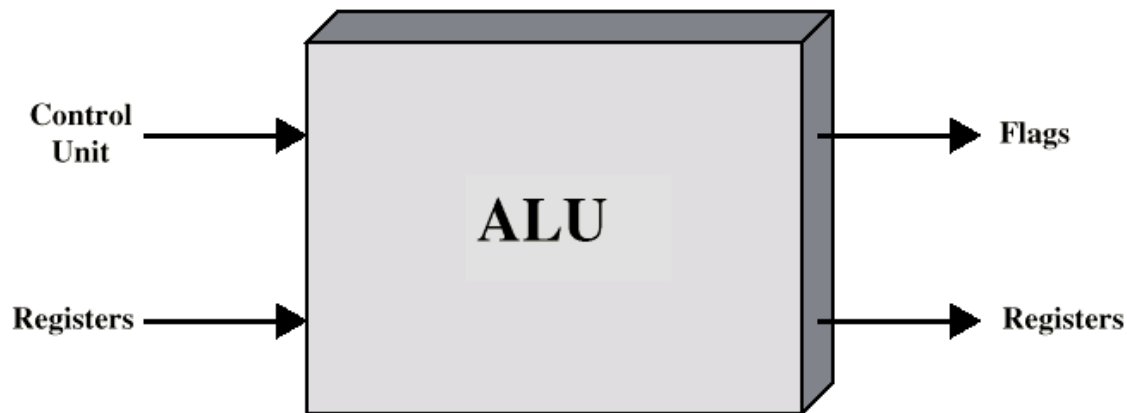 Control
Unit
Flags
ALU
Registers
Registers